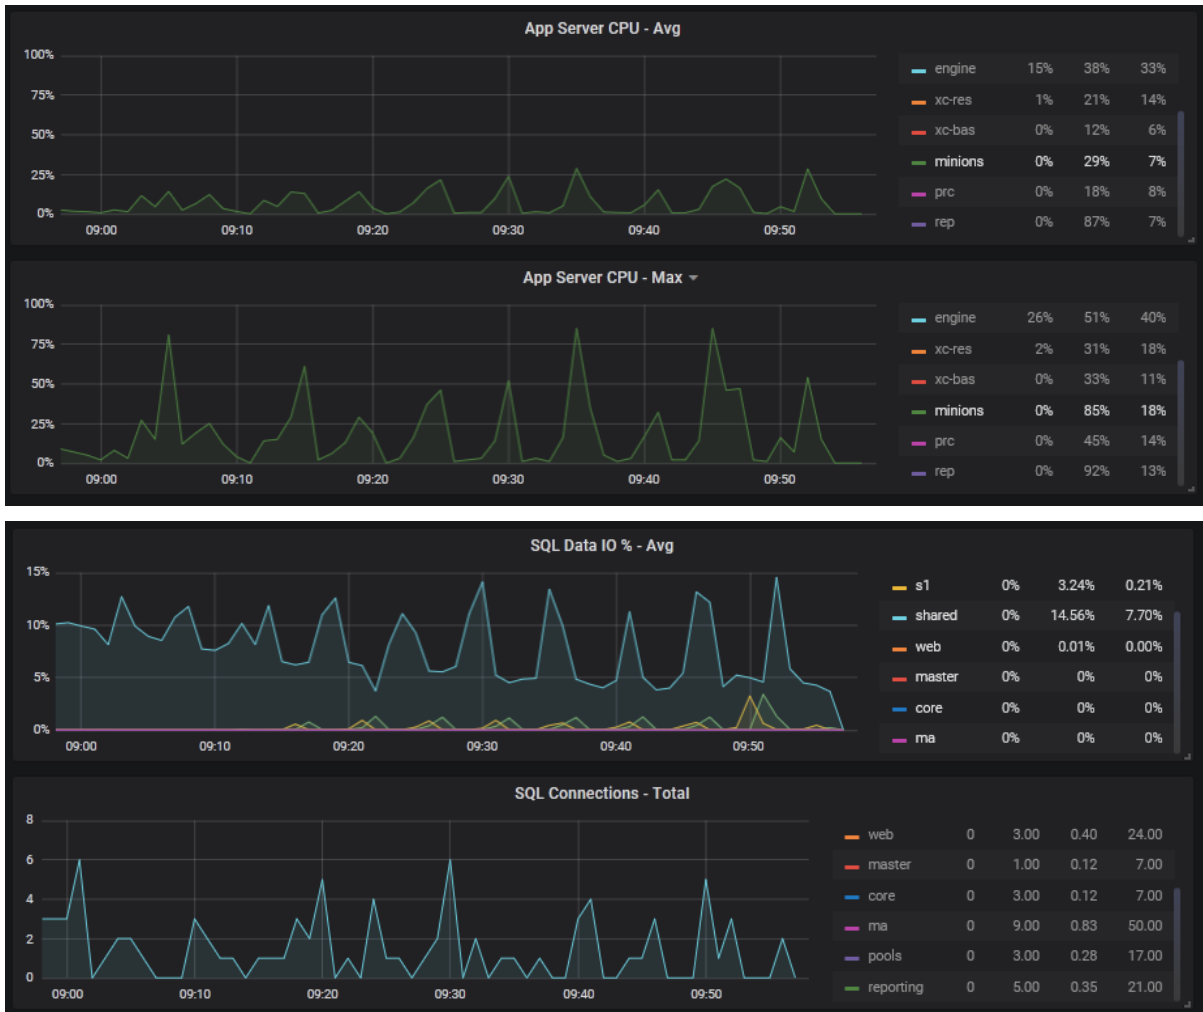 App Server CPU - Avg
100%
75%
50%
25%
0%
09:00 09:10 09:20 09:30 09:40 09:50
engine 15% 38% 33%
xc-res 1% 21% 14%
xc-bas 0% 12% 6%
minions 0% 29% 7%
prc 0% 18% 8%
rep 0% 87% 7%
App Server CPU - Max
100%
75%
50%
25%
0%
09:00 09:10 09:20 09:30 09:40 09:50
engine 26% 51% 40%
xc-res 2% 31% 18%
xc-bas 0% 33% 11%
minions 0% 85% 18%
prc 0% 45% 14%
rep 0% 92% 13%
SQL Data IO % - Avg
15%
10%
5%
0%
09:00 09:10 09:20 09:30 09:40 09:50
s1 0% 3.24% 0.21%
shared 0% 14.56% 7.70%
web 0% 0.01% 0.00%
master 0% 0% 0%
core 0% 0% 0%
ma 0% 0% 0%
SQL Connections - Total
8
6
4
2
0
09:00 09:10 09:20 09:30 09:40 09:50
web 0 3.00 0.40 24.00
master 0 1.00 0.12 7.00
core 0 3.00 0.12 7.00
ma 0 9.00 0.83 50.00
pools 0 3.00 0.28 17.00
reporting 0 5.00 0.35 21.00